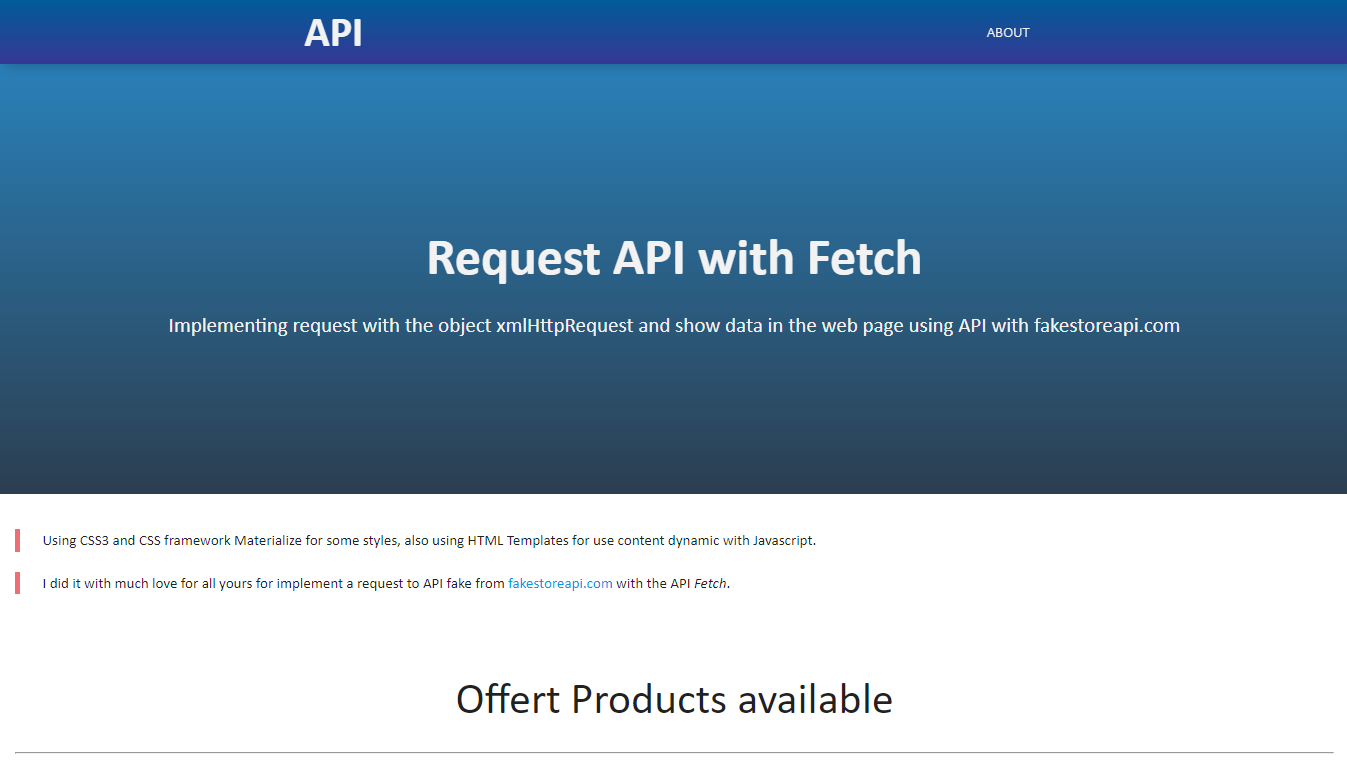 API
ABOUT
Request API with Fetch
Implementing request with the object xmlHttpRequest and show data in the web page using API with fakestoreapi.com
Using CSS3 and CSS framework Materialize for some styles, also using HTML Templates for use content dynamic with Javascript.
I did it with much love for all yours for implement a request to API fake from fakestoreapi.com with the API Fetch.
Offert Products available